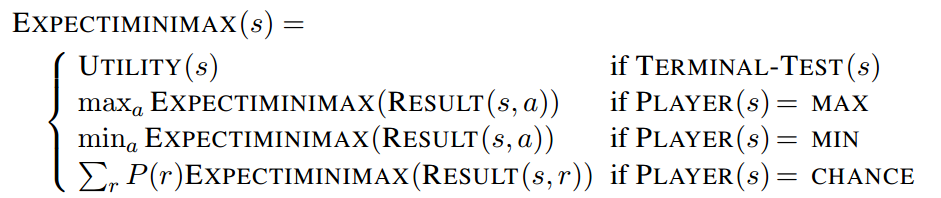 EXPECTIMINIMAX(s) =
UTILITY(s) if TERMINAL-TEST(s)
max_a EXPECTIMINIMAX(RESULT(s, a)) if PLAYER(s) = MAX
min_a EXPECTIMINIMAX(RESULT(s, a)) if PLAYER(s) = MIN
∑_r P(r)EXPECTIMINIMAX(RESULT(s, r)) if PLAYER(s) = CHANCE